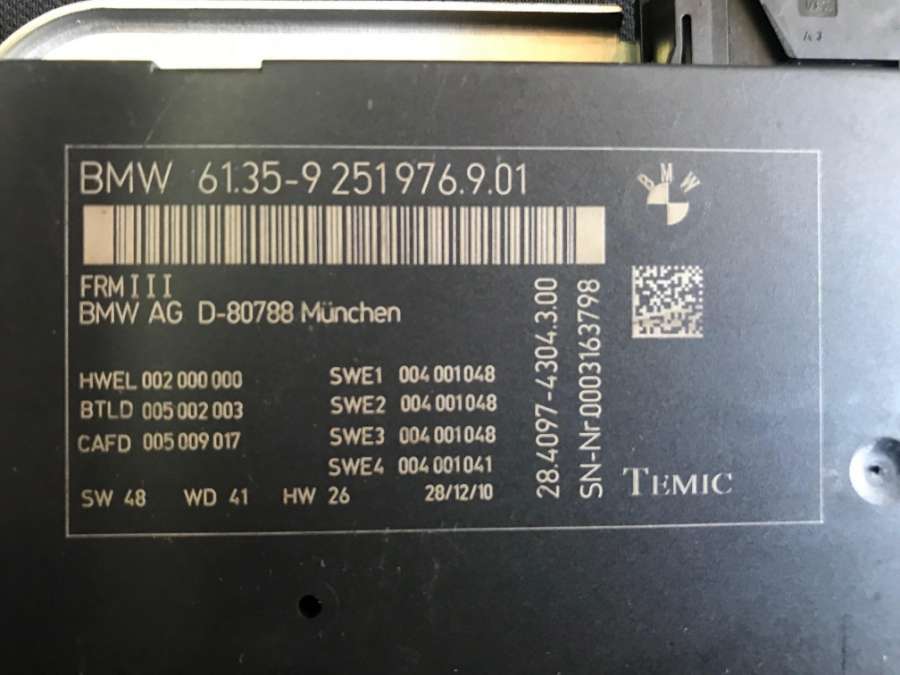 BMW 61.35-9 251976.9.01
BMW
FRM III
BMW AG D-80788 München
HWEL 002 000 000
BTLD 005 002 003
CAFD 005 009 017
SWE1 004 001048
SWE2 004 001048
SWE3 004 001048
SWE4 004 001041
SW 48 WD 41 HW 26 28/12/10
28.4097-4304.3.00
SN-Nr.0003163798
TEMIC